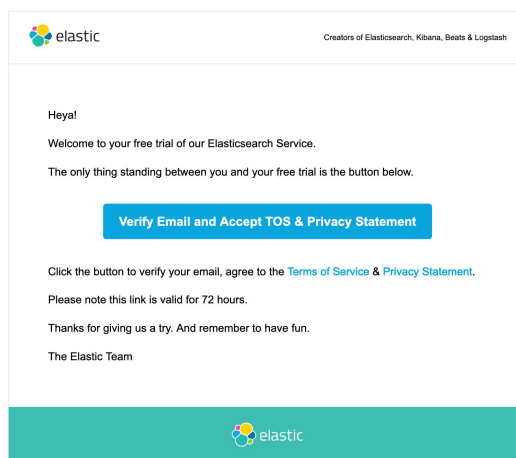 elastic
Creators of Elasticsearch, Kibana, Beats & Logstash
Heya!
Welcome to your free trial of our Elasticsearch Service.
The only thing standing between you and your free trial is the button below.
Verify Email and Accept TOS & Privacy Statement
Click the button to verify your email, agree to the Terms of Service & Privacy Statement.
Please note this link is valid for 72 hours.
Thanks for giving us a try. And remember to have fun.
The Elastic Team
elastic